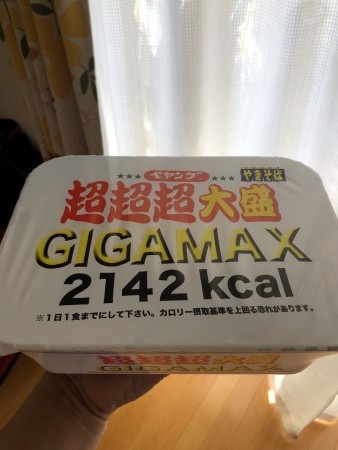 ★★★ ペヤング ★★★ やきそば
超超超大盛
GIGAMAX
2142 kcal
※1日1食までにして下さい。カロリー摂取基準を上回る恐れがあります。
超超超大盛
GIGAMAX